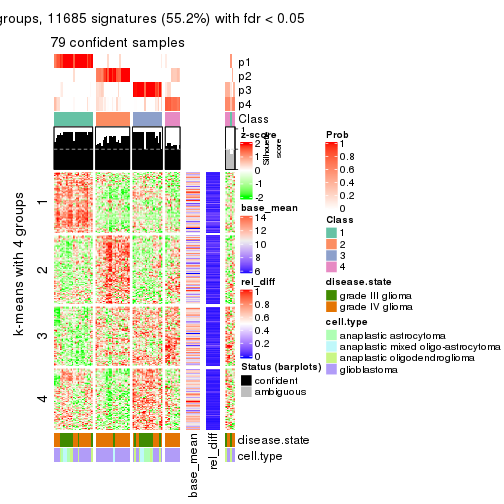 groups, 11685 signatures (55.2%) with fdr < 0.05
79 confident samples
p1
p2
p3
p4
Class
1
Silhouette
score
k-means with 4 groups
1
2
3
4
disease.state
cell.type
base_mean
rel_diff
z-score
2
1
0
-1
-2
base_mean
14
12
10
8
6
rel_diff
1
0.8
0.6
0.4
0.2
0
Status (barplots)
confident
ambiguous
Prob
1
0.8
0.6
0.4
0.2
0
Class
1
2
3
4
disease.state
grade III glioma
grade IV glioma
cell.type
anaplastic astrocytoma
anaplastic mixed oligo-astrocytoma
anaplastic oligodendroglioma
glioblastoma